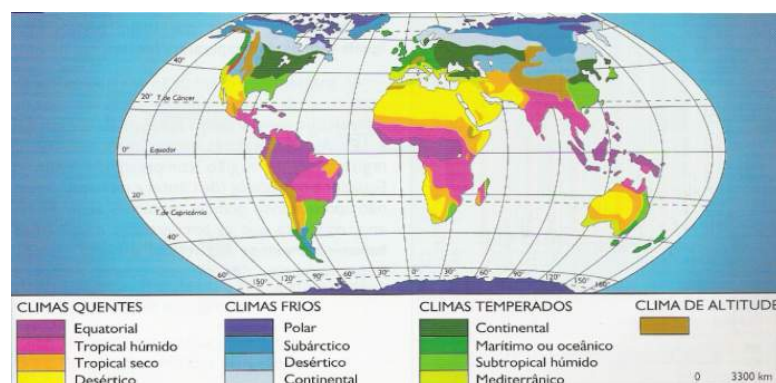 40°
20°
T. de Câncer
Equador
0°
20°
T. de Capricórnio
40°
60°
150°
120°
90°
60°
30°
0°
30°
60°
90°
120°
150°
180°
60°
CLIMAS QUENTES
Equatorial
Tropical húmido
Tropical seco
Desértico
CLIMAS FRIOS
Polar
Subárctico
Desértico
Continental
CLIMAS TEMPERADOS
Continental
Marítimo ou oceânico
Subtropical húmido
Mediterrânico
CLIMA DE ALTITUDE
0 3300 km